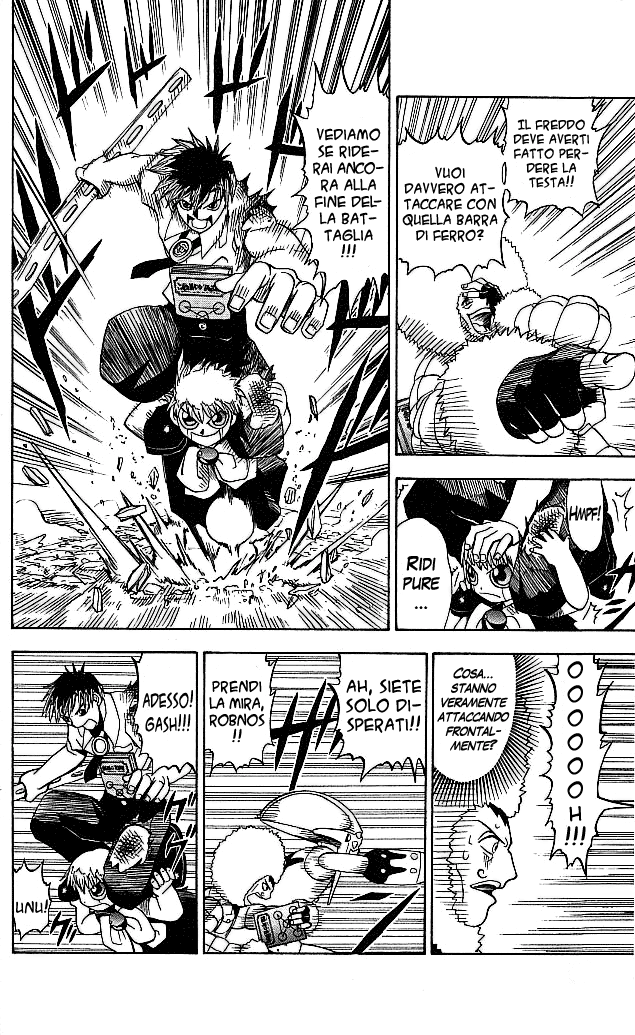 IL FREDDO
DEVE AVERTI
FATTO PER-
DERE LA
TESTA!!
VUOI
DAVVERO AT-
TACCARE CON
QUELLA BARRA
DI FERRO?
HMPF!
RIDI
PURE
...
VEDIAMO
SE RIDE-
RAI ANCO-
RA ALLA
FINE DEL-
LA BAT-
TAGLIA
!!!
OOOOOOOH!!!
COSA...
STANNO
VERAMENTE
ATTACCANDO
FRONTAL-
MENTE?
AH, SIETE
SOLO DI-
SPERATI!!
PRENDI
LA MIRA,
ROBNOS
!!
ADESSO!
GASH!!!
UNU!